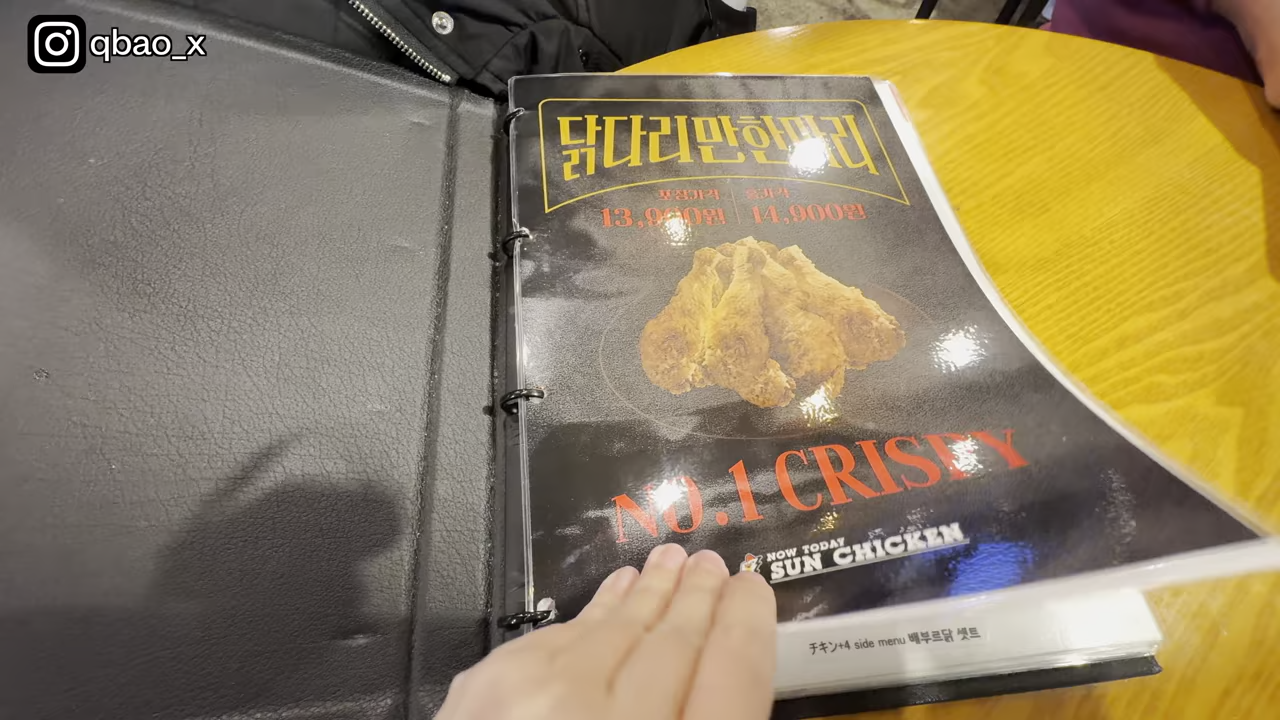 qbao_x
닭다리만한마리
포장가격 홀가격
13,900원 14,900원
NO.1 CRISPY
NOW TODAY
SUN CHICKEN
チキン+4 side menu 배부르닭 셋트